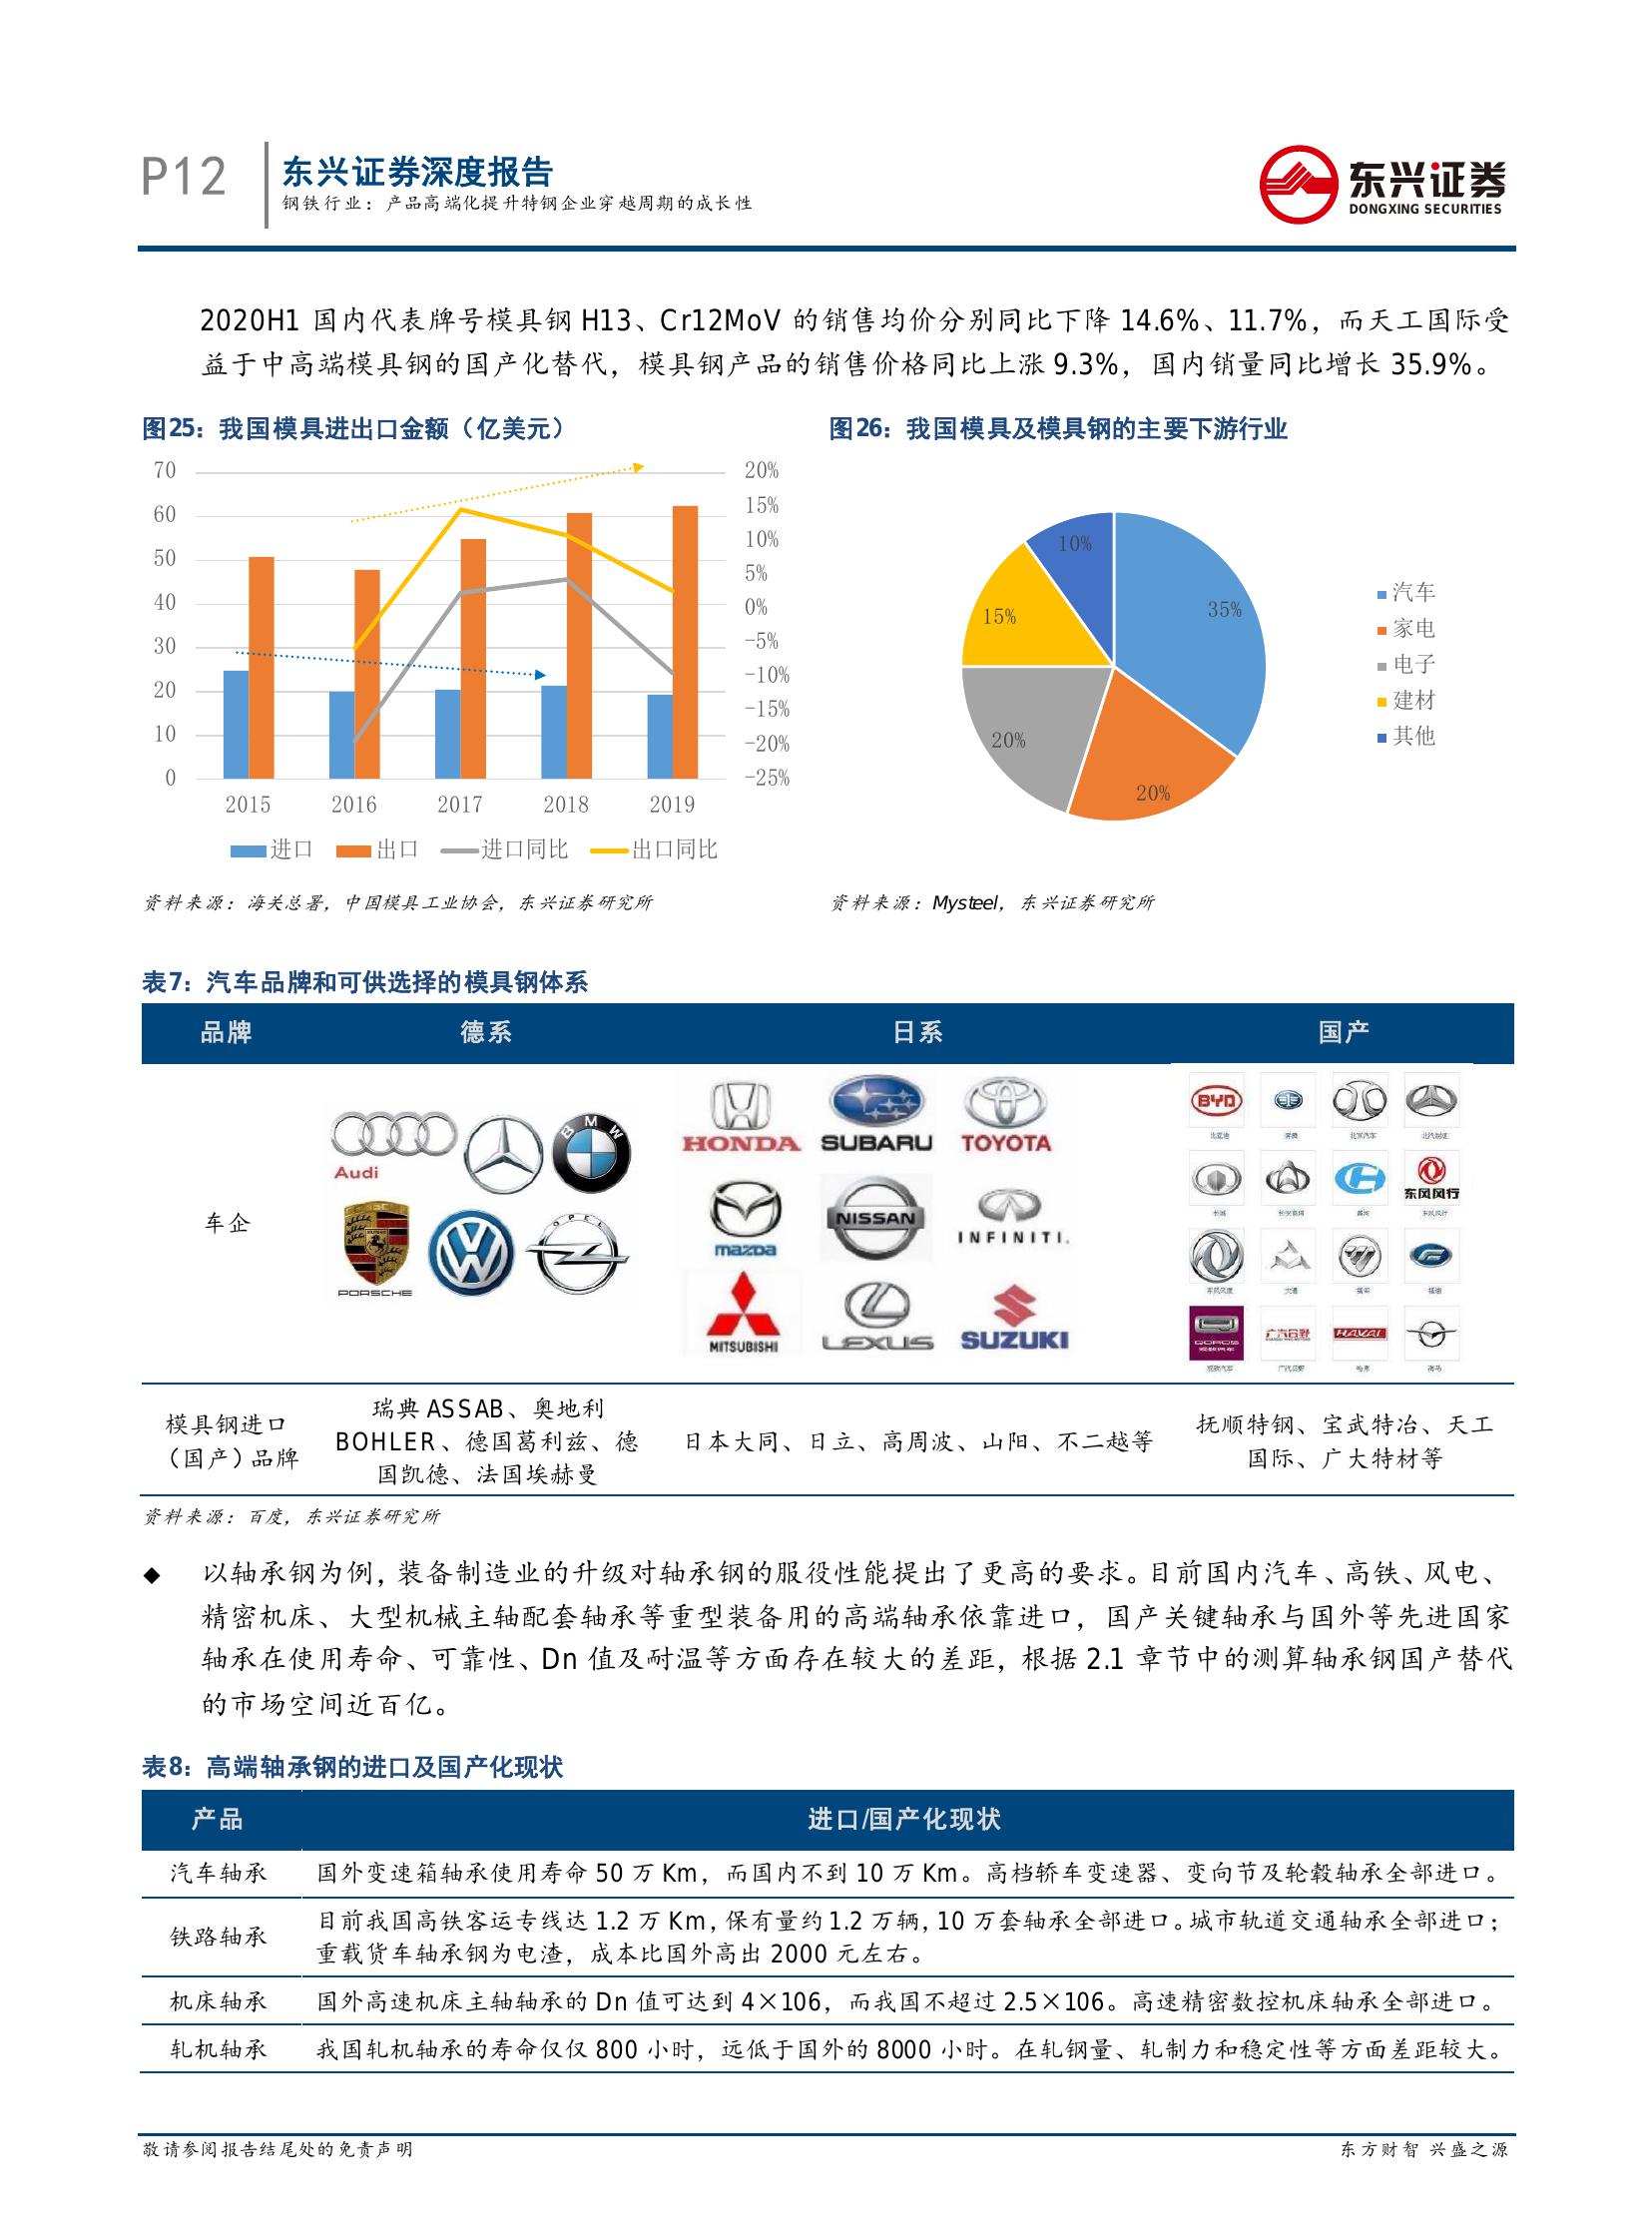 P12
东兴证券深度报告
钢铁行业：产品高端化提升特钢企业穿越周期的成长性
东兴证券
DONGXING SECURITIES
2020H1 国内代表牌号模具钢 H13、Cr12MoV 的销售均价分别同比下降 14.6%、11.7%，而天工国际受
益于中高端模具钢的国产化替代，模具钢产品的销售价格同比上涨 9.3%，国内销量同比增长 35.9%。
图25：我国模具进出口金额（亿美元）
70
60
50
40
30
20
10
0
20%
15%
10%
5%
0%
-5%
-10%
-15%
-20%
-25%
2015 2016 2017 2018 2019
进口 出口 进口同比 出口同比
资料来源：海关总署，中国模具工业协会，东兴证券研究所
图26：我国模具及模具钢的主要下游行业
10%
35%
15%
20%
20%
汽车
家电
电子
建材
其他
资料来源：Mysteel，东兴证券研究所
表7：汽车品牌和可供选择的模具钢体系
品牌 德系 日系 国产
车企
Audi
BMW
PORSCHE
OPEL
HONDA SUBARU TOYOTA
mazda NISSAN INFINITI
MITSUBISHI LEXUS SUZUKI
BYD
比亚迪 奔腾 北京汽车 北汽制造
东风风行
长城
东风风度
QOROS 广汽日野 HAVAL
观致汽车 广汽日野 哈弗 海马
模具钢进口
（国产）品牌
瑞典 ASSAB、奥地利
BOHLER、德国葛利兹、德
国凯德、法国埃赫曼
日本大同、日立、高周波、山阳、不二越等
抚顺特钢、宝武特冶、天工
国际、广大特材等
资料来源：百度，东兴证券研究所
◆ 以轴承钢为例，装备制造业的升级对轴承钢的服役性能提出了更高的要求。目前国内汽车、高铁、风电、
精密机床、大型机械主轴配套轴承等重型装备用的高端轴承依靠进口，国产关键轴承与国外等先进国家
轴承在使用寿命、可靠性、Dn 值及耐温等方面存在较大的差距，根据 2.1 章节中的测算轴承钢国产替代
的市场空间近百亿。
表8：高端轴承钢的进口及国产化现状
产品 进口/国产化现状
汽车轴承 国外变速箱轴承使用寿命 50 万 Km，而国内不到 10 万 Km。高档轿车变速器、变向节及轮毂轴承全部进口。
铁路轴承
目前我国高铁客运专线达 1.2 万 Km，保有量约 1.2 万辆，10 万套轴承全部进口。城市轨道交通轴承全部进口；
重载货车轴承钢为电渣，成本比国外高出 2000 元左右。
机床轴承 国外高速机床主轴轴承的 Dn 值可达到 4×106，而我国不超过 2.5×106。高速精密数控机床轴承全部进口。
轧机轴承 我国轧机轴承的寿命仅仅 800 小时，远低于国外的 8000 小时。在轧钢量、轧制力和稳定性等方面差距较大。
敬请参阅报告结尾处的免责声明
东方财智 兴盛之源